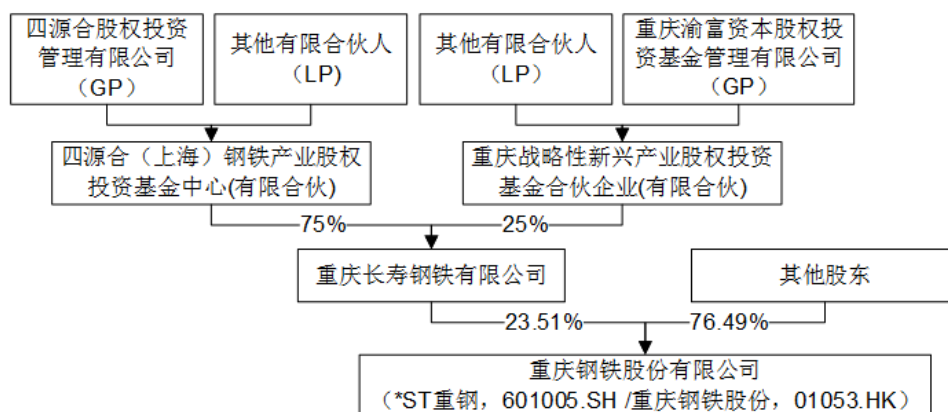 四源合股权投资
管理有限公司
（GP）
其他有限合伙人
（LP)
其他有限合伙人
（LP）
重庆渝富资本股权投
资基金管理有限公司
（GP）
四源合（上海）钢铁产业股权
投资基金中心(有限合伙)
重庆战略性新兴产业股权投资
基金合伙企业(有限合伙)
75%
25%
重庆长寿钢铁有限公司
其他股东
23.51%
76.49%
重庆钢铁股份有限公司
（*ST重钢，601005.SH /重庆钢铁股份，01053.HK）